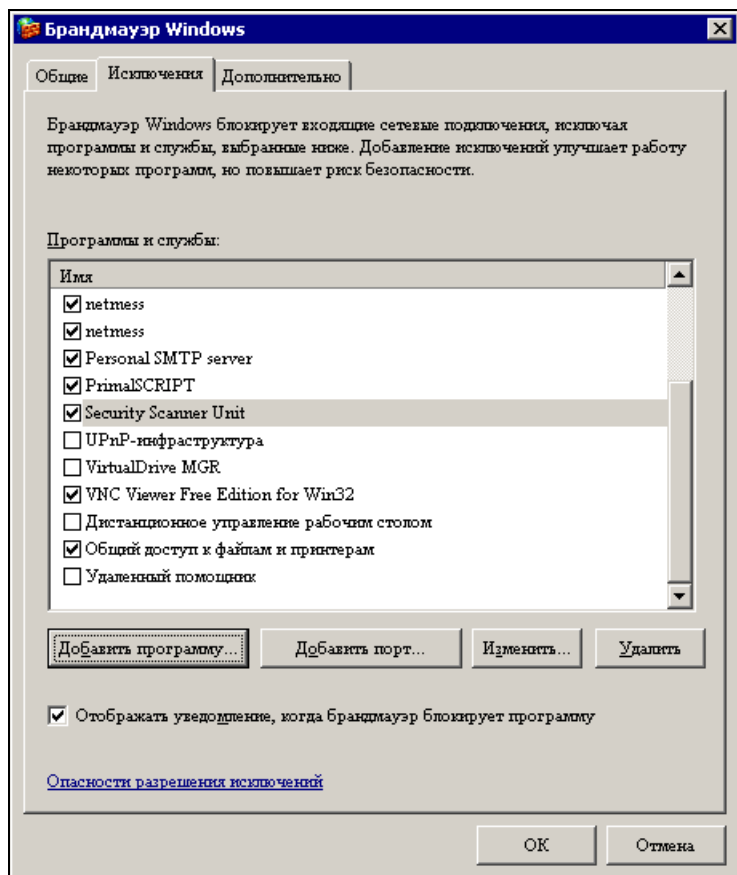 Брандмауэр Windows
Общие Исключения Дополнительно
Брандмауэр Windows блокирует входящие сетевые подключения, исключая
программы и службы, выбранные ниже. Добавление исключений улучшает работу
некоторых программ, но повышает риск безопасности.
Программы и службы:
Имя
netmess
netmess
Personal SMTP server
PrimalSCRIPT
Security Scanner Unit
UPnP-инфраструктура
VirtualDrive MGR
VNC Viewer Free Edition for Win32
Дистанционное управление рабочим столом
Общий доступ к файлам и принтерам
Удаленный помощник
Добавить программу... Добавить порт... Изменить... Удалить
Отображать уведомление, когда брандмауэр блокирует программу
Опасности разрешения исключений
ОК Отмена